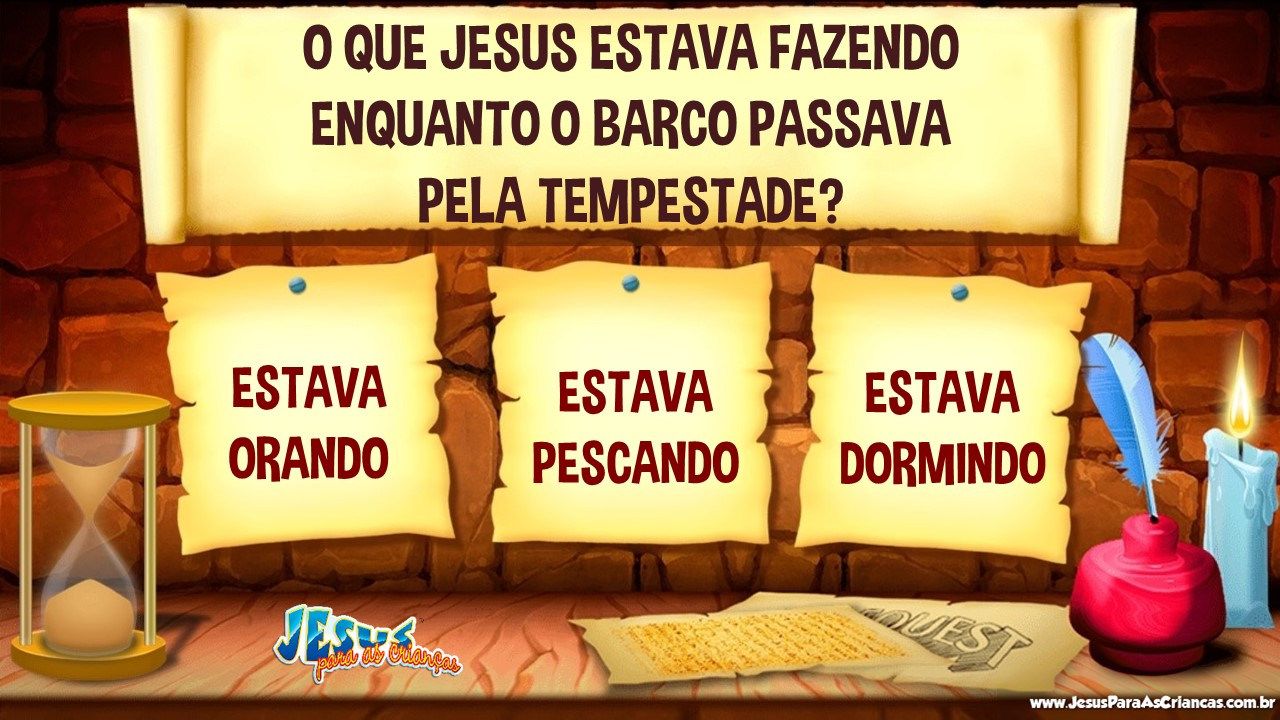 O QUE JESUS ESTAVA FAZENDO
ENQUANTO O BARCO PASSAVA
PELA TEMPESTADE?
ESTAVA
ORANDO
ESTAVA
PESCANDO
ESTAVA
DORMINDO
JESUS
para as crianças
QUEST
www.JesusParaAsCriancas.com.br